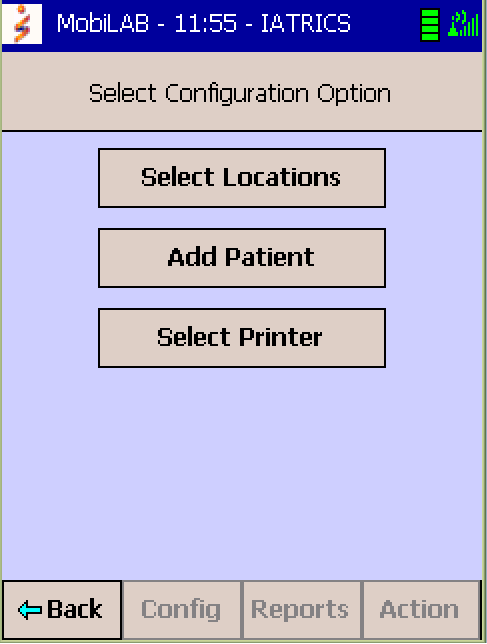 MobiLAB - 11:55 - IATRICS
Select Configuration Option
Select Locations
Add Patient
Select Printer
Back Config Reports Action